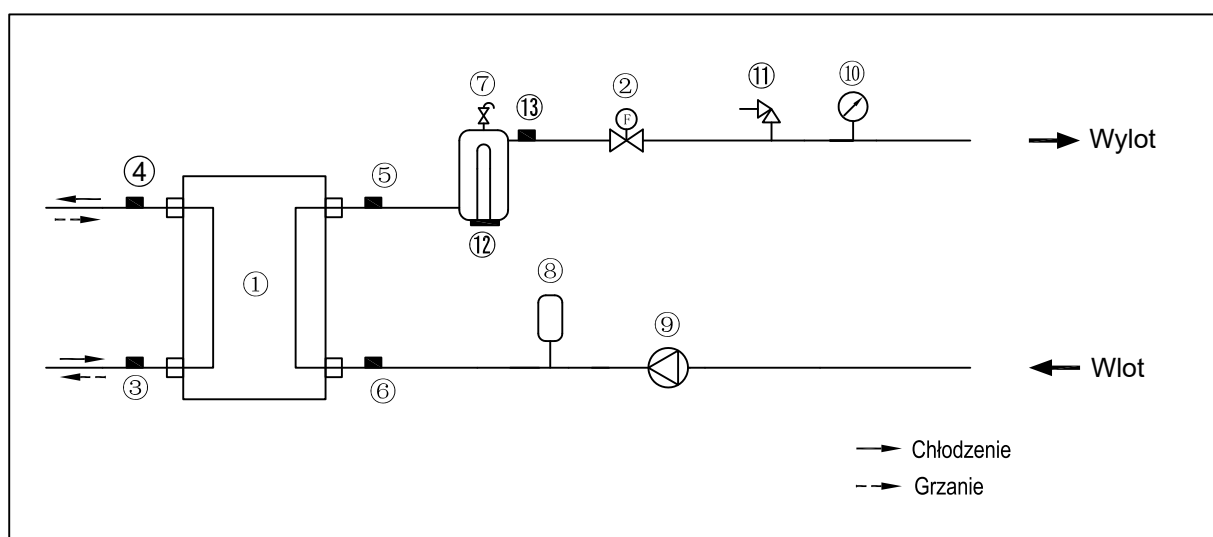 ⑦ ⑬ ② ⑪ ⑩
F
Wylot
④ ⑤
⑫
①
⑧
⑨
③ ⑥
Wlot
Chłodzenie
Grzanie